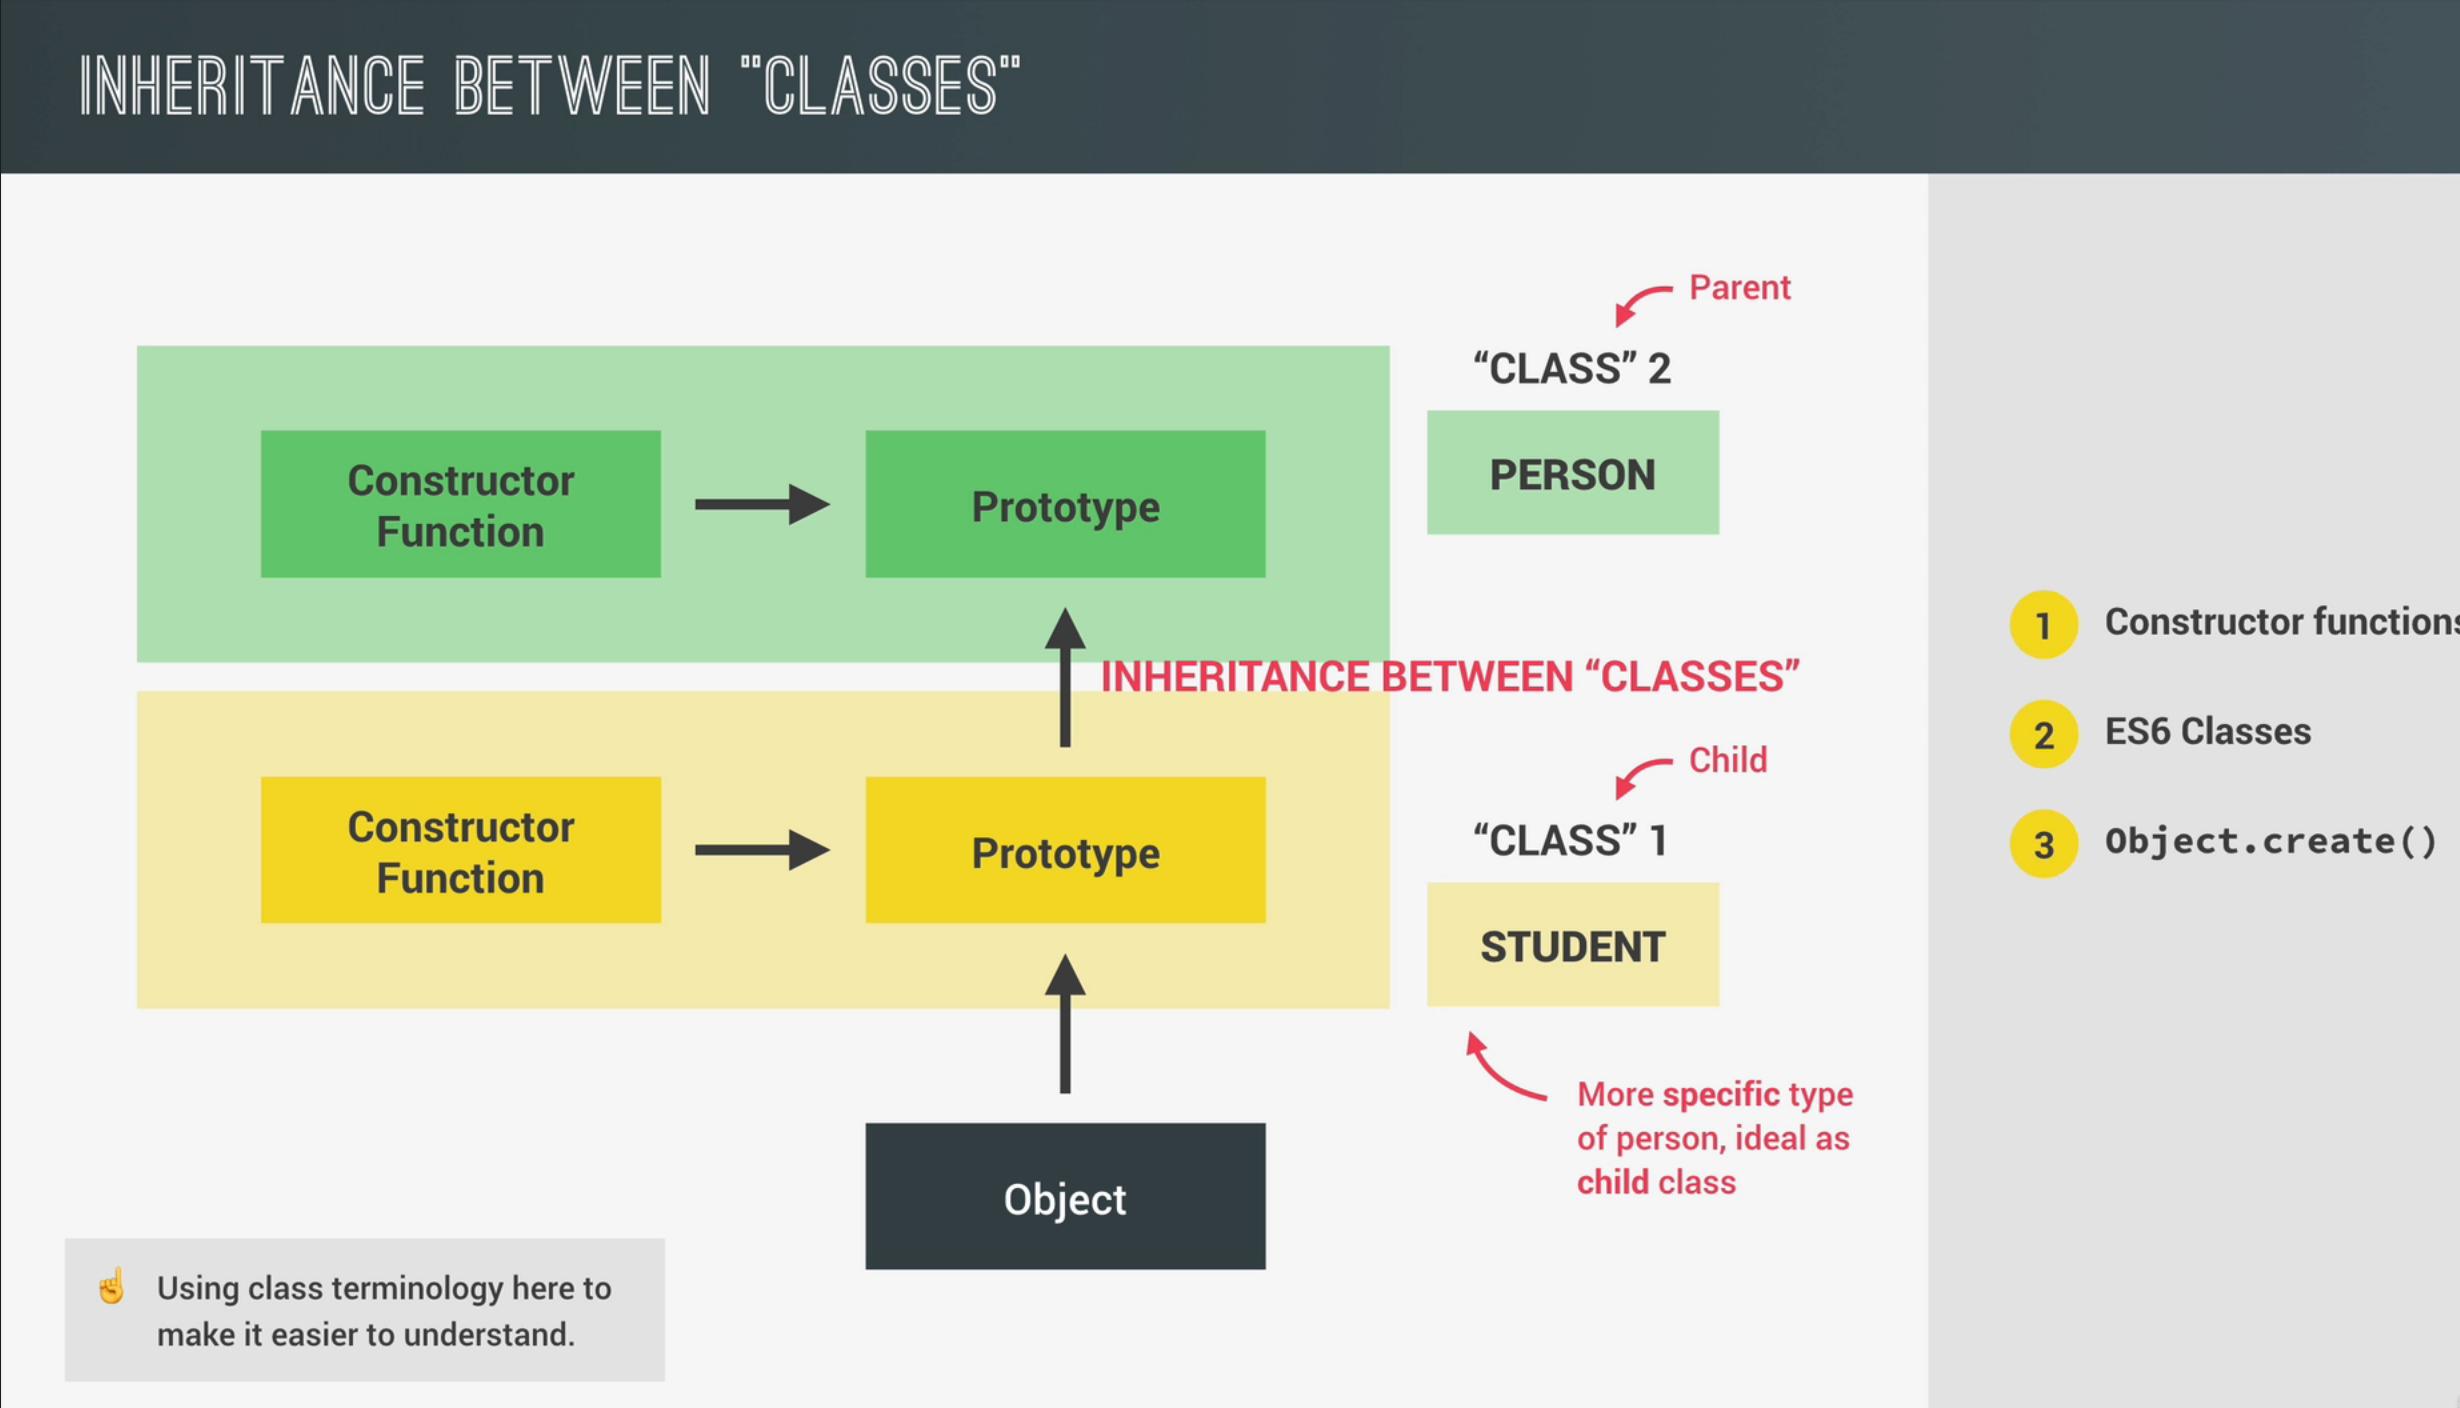 INHERITANCE BETWEEN "CLASSES"
Parent
“CLASS” 2
PERSON
Constructor
Function
Prototype
INHERITANCE BETWEEN “CLASSES”
Child
“CLASS” 1
STUDENT
Constructor
Function
Prototype
More specific type
of person, ideal as
child class
Object
☝️ Using class terminology here to
make it easier to understand.
1 Constructor functions
2 ES6 Classes
3 Object.create()